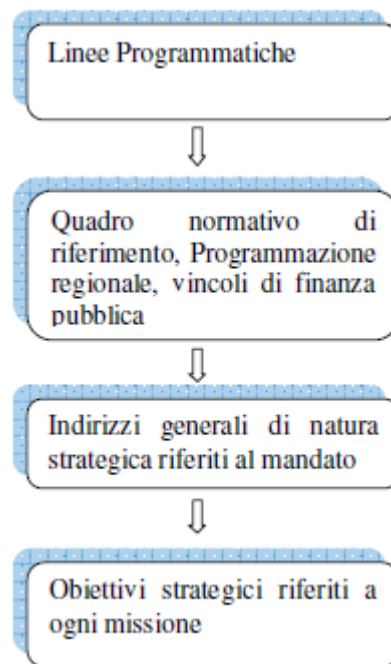 Linee Programmatiche
Quadro normativo di
riferimento, Programmazione
regionale, vincoli di finanza
pubblica
Indirizzi generali di natura
strategica riferiti al mandato
Obiettivi strategici riferiti a
ogni missione